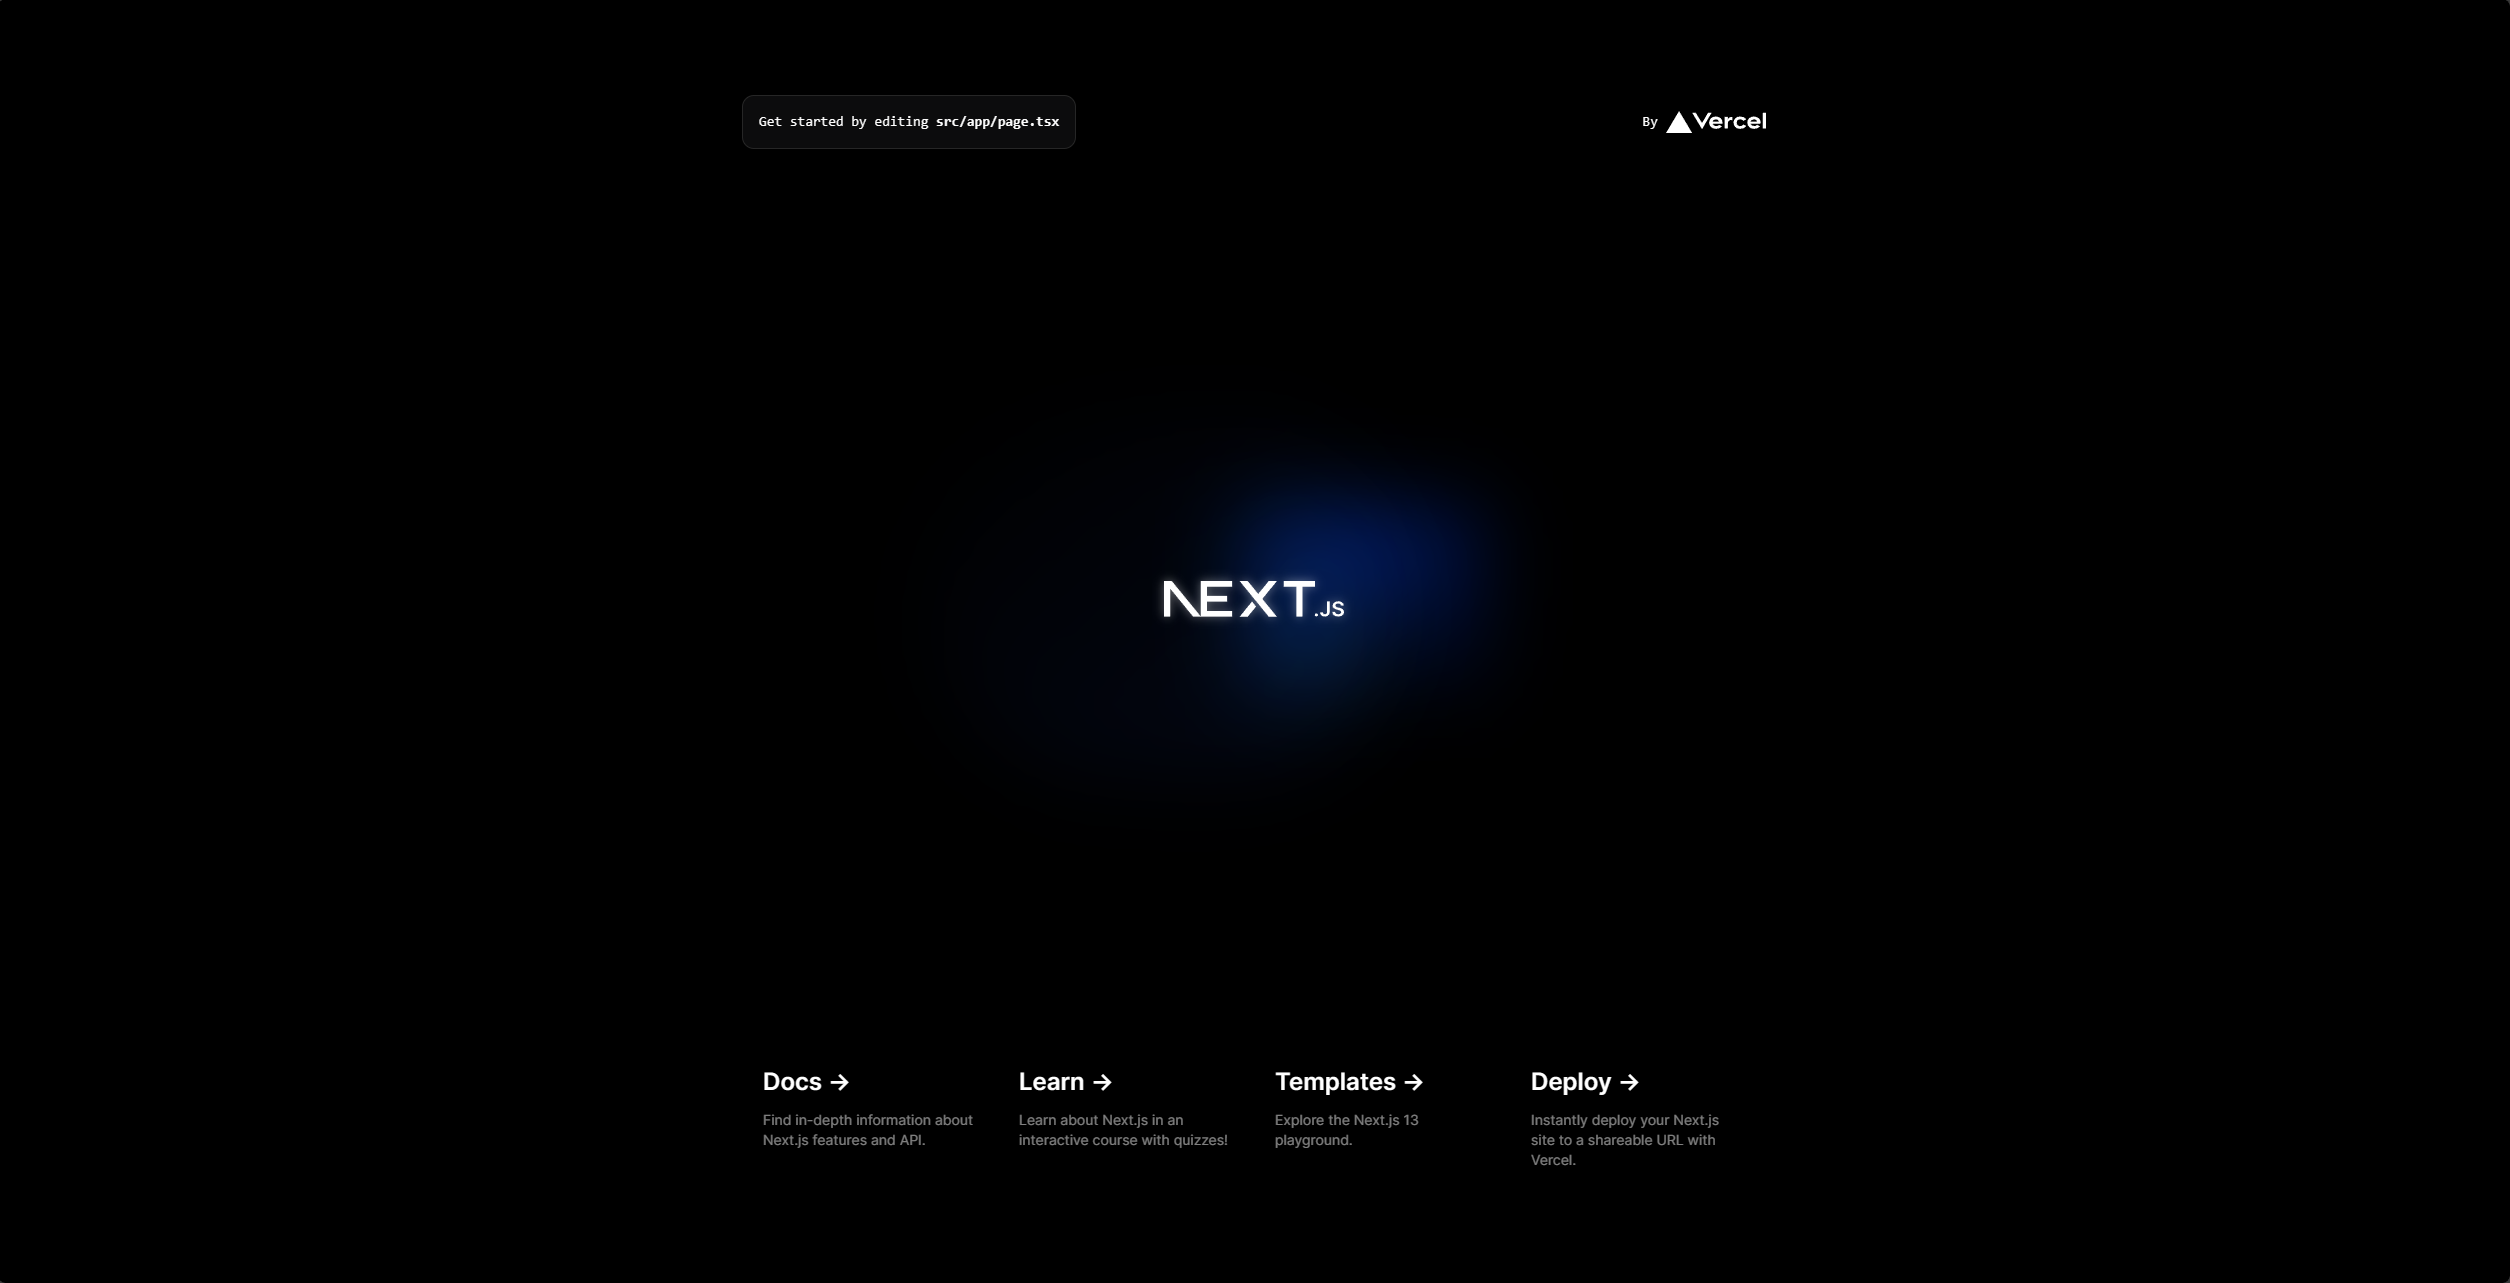 Get started by editing src/app/page.tsx
By Vercel
NEXT.JS
Docs ->
Find in-depth information about
Next.js features and API.
Learn ->
Learn about Next.js in an
interactive course with quizzes!
Templates ->
Explore the Next.js 13
playground.
Deploy ->
Instantly deploy your Next.js
site to a shareable URL with
Vercel.